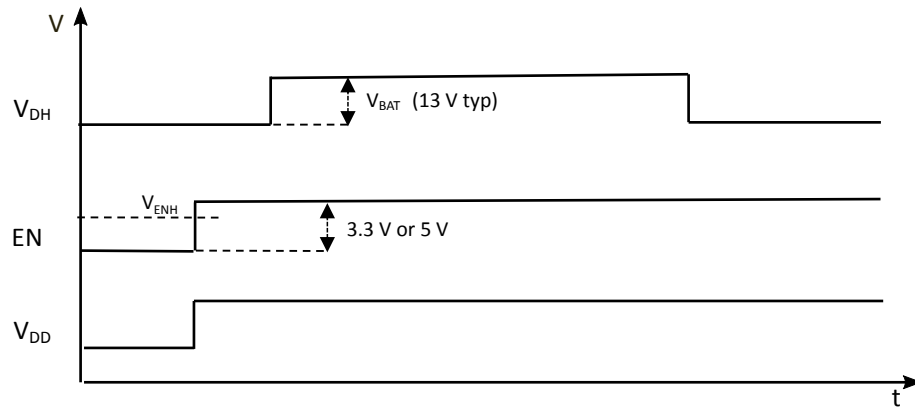 V
V_DH
V_BAT (13 V typ)
V_ENH
EN
3.3 V or 5 V
V_DD
t